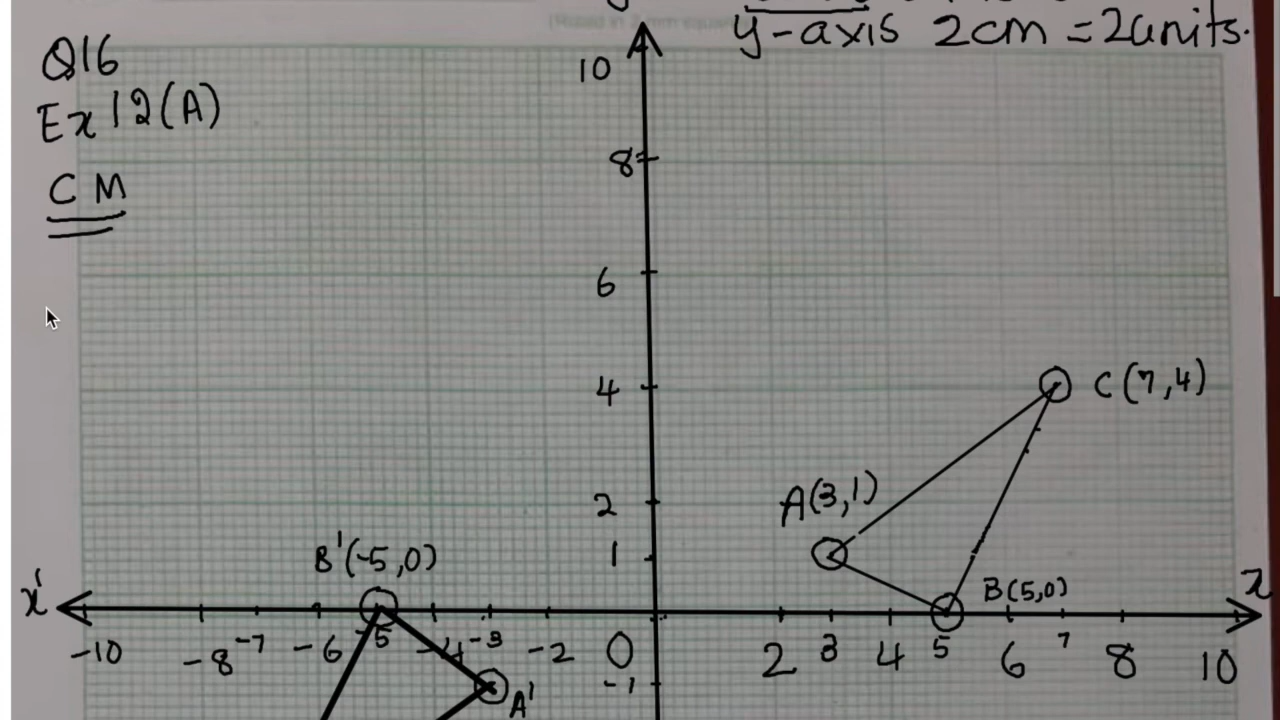 y-axis 2cm = 2units.
Q16
Ex 12(A)
C M
10
8
6
4
2
1
C(7,4)
A(3,1)
B'(-5,0)
B(5,0)
x'
x
-10 -8 -7 -6 -5 -4 -3 -2 0 2 3 4 5 6 7 8 10
-1
A'